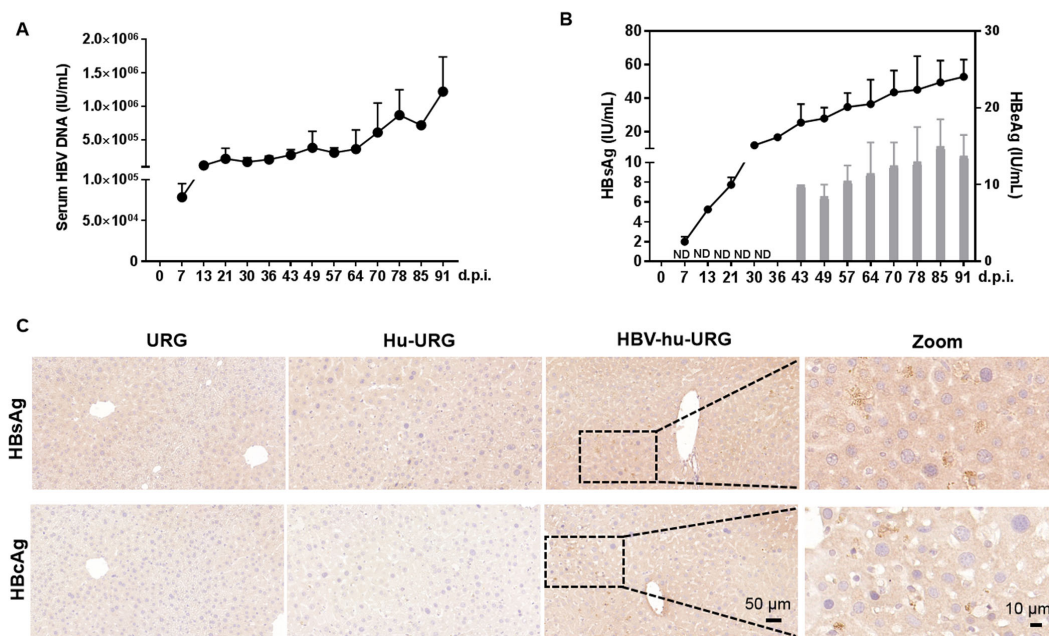 A
Serum HBV DNA (IU/mL)
2.0×10⁰⁶
1.5×10⁰⁶
1.0×10⁰⁶
5.0×10⁰⁵
1.0×10⁰⁵
5.0×10⁰⁴
0
0 7 13 21 30 36 43 49 57 64 70 78 85 91 d.p.i.
B
HBsAg (IU/mL)
80
60
40
20
10
8
6
4
2
0
ND ND ND ND ND
0 7 13 21 30 36 43 49 57 64 70 78 85 91 d.p.i.
30
20
10
0
HBeAg (IU/mL)
C
URG Hu-URG HBV-hu-URG Zoom
HBsAg
HBcAg
50 µm
10 µm